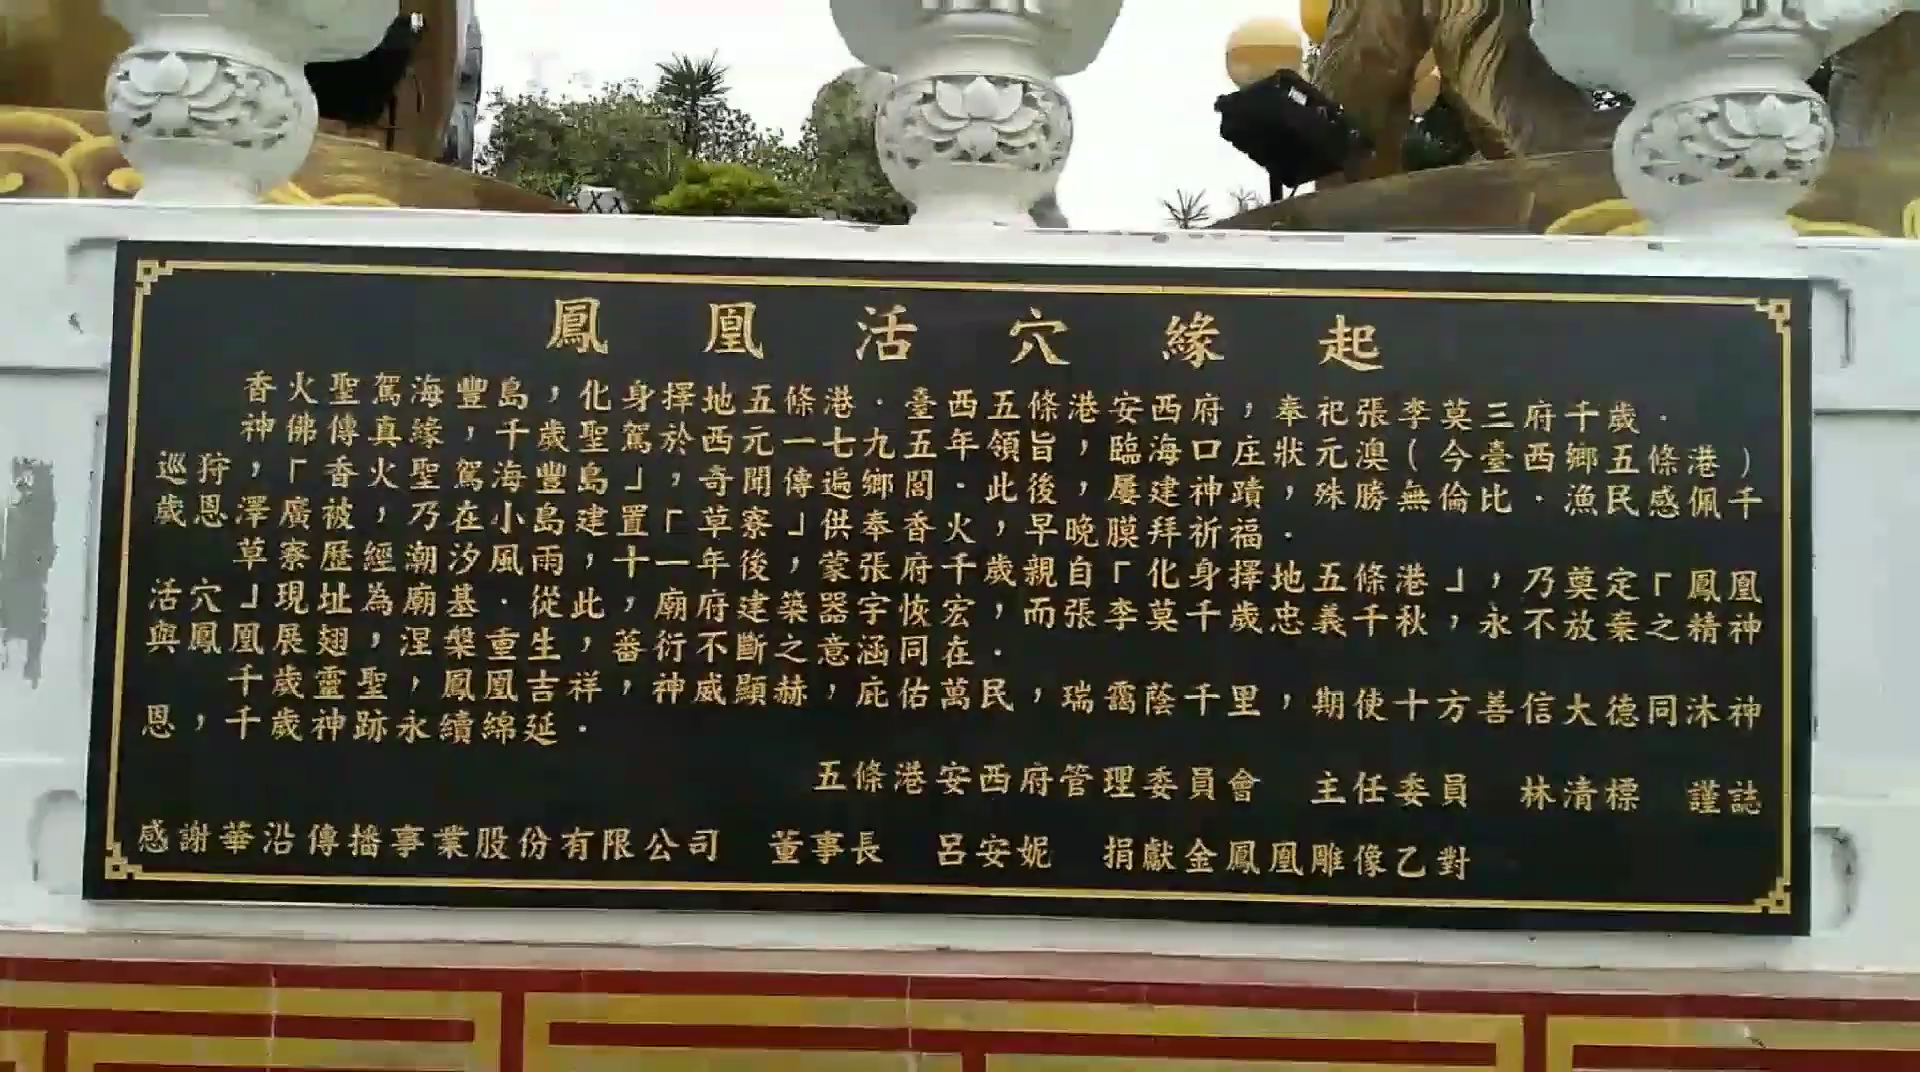 鳳凰活穴緣起
香火聖駕海豐島，化身擇地五條港．臺西五條港安西府，奉祀張李莫三府千歲．
神佛傳真緣，千歲聖駕於西元一七九五年領旨，臨海口庄狀元澳(今臺西鄉五條港)
巡狩，「香火聖駕海豐島」，奇聞傳遍鄉閭．此後，屢建神蹟，殊勝無倫比．漁民感佩千
歲恩澤廣被，乃在小島建置「草寮」供奉香火，早晚膜拜祈福．
草寮歷經潮汐風雨，十一年後，蒙張府千歲親自「化身擇地五條港」，乃奠定「鳳凰
活穴」現址為廟基．從此，廟府建築器宇恢宏，而張李莫千歲忠義千秋，永不放棄之精神
與鳳凰展翅，涅槃重生，蕃衍不斷之意涵同在．
千歲靈聖，鳳凰吉祥，神威顯赫，庇佑萬民，瑞靄蔭千里，期使十方善信大德同沐神
恩，千歲神跡永續綿延．
五條港安西府管理委員會 主任委員 林清標 謹誌
感謝華沿傳播事業股份有限公司 董事長 呂安妮 捐獻金鳳凰雕像乙對